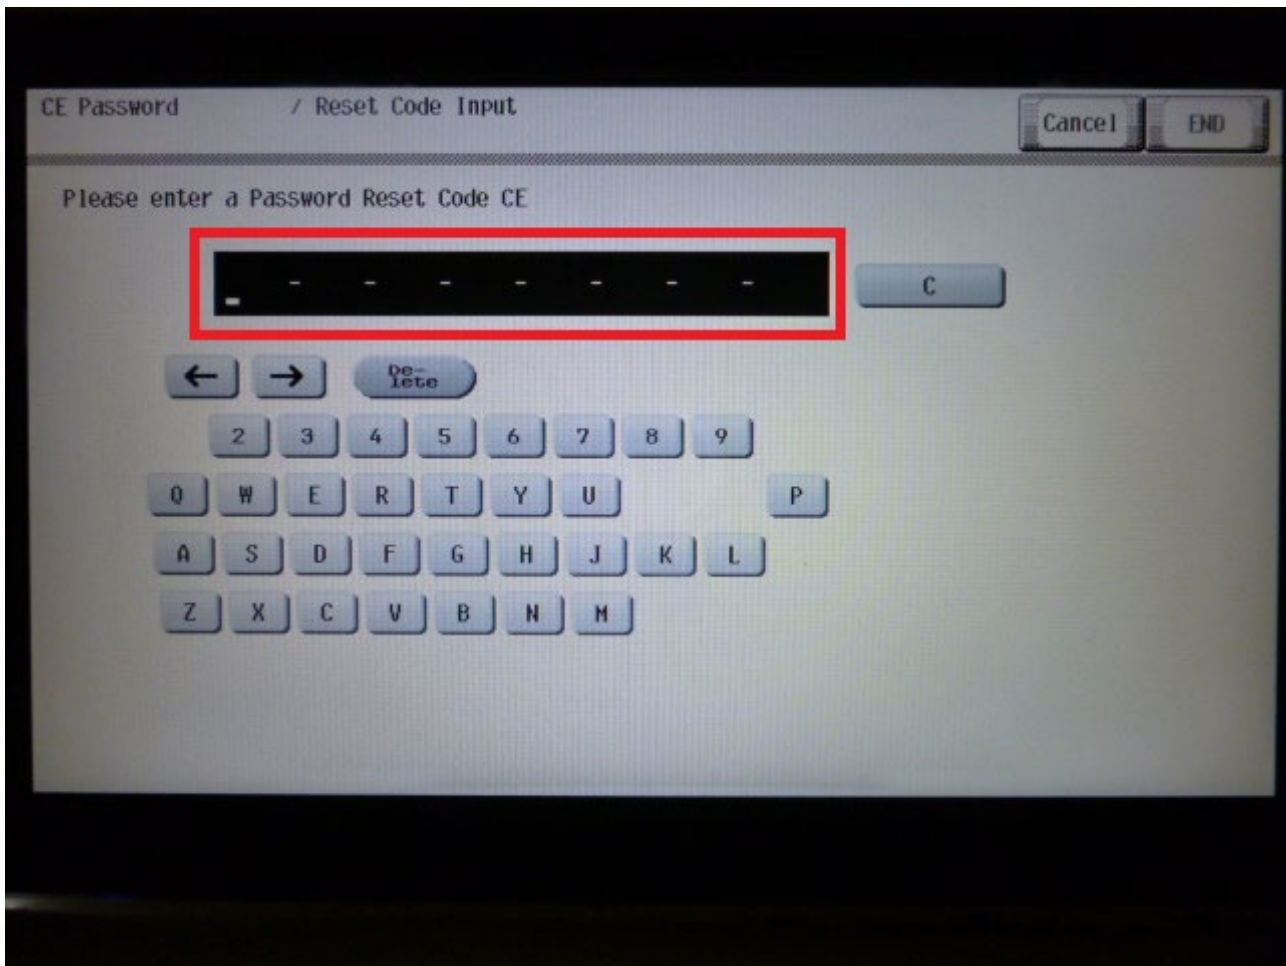 CE Password / Reset Code Input
Cancel END
Please enter a Password Reset Code CE
_ - - - - - - -
C
← → De-lete
2 3 4 5 6 7 8 9
Q W E R T Y U P
A S D F G H J K L
Z X C V B N M